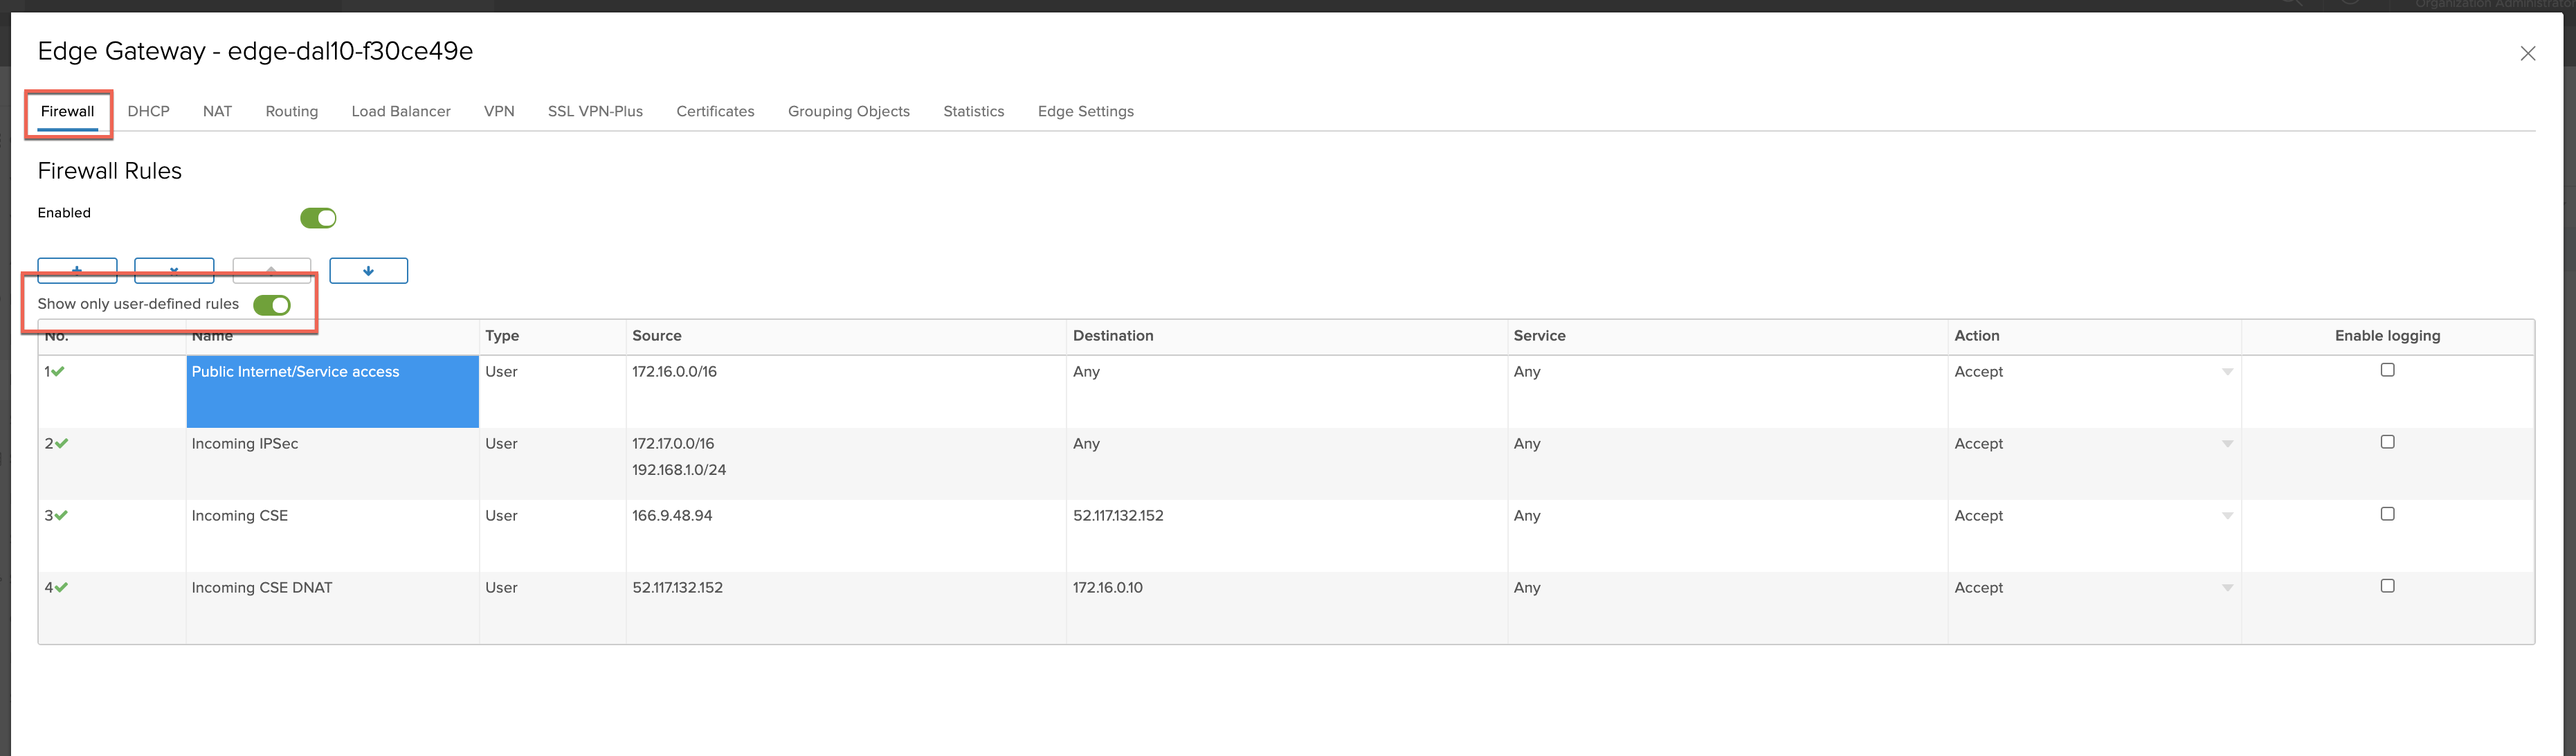 Organization Administrator
Edge Gateway - edge-dal10-f30ce49e
Firewall DHCP NAT Routing Load Balancer VPN SSL VPN-Plus Certificates Grouping Objects Statistics Edge Settings
Firewall Rules
Enabled
Show only user-defined rules
No. Name Type Source Destination Service Action Enable logging
1 Public Internet/Service access User 172.16.0.0/16 Any Any Accept
2 Incoming IPSec User 172.17.0.0/16 Any Any Accept
192.168.1.0/24
3 Incoming CSE User 166.9.48.94 52.117.132.152 Any Accept
4 Incoming CSE DNAT User 52.117.132.152 172.16.0.10 Any Accept